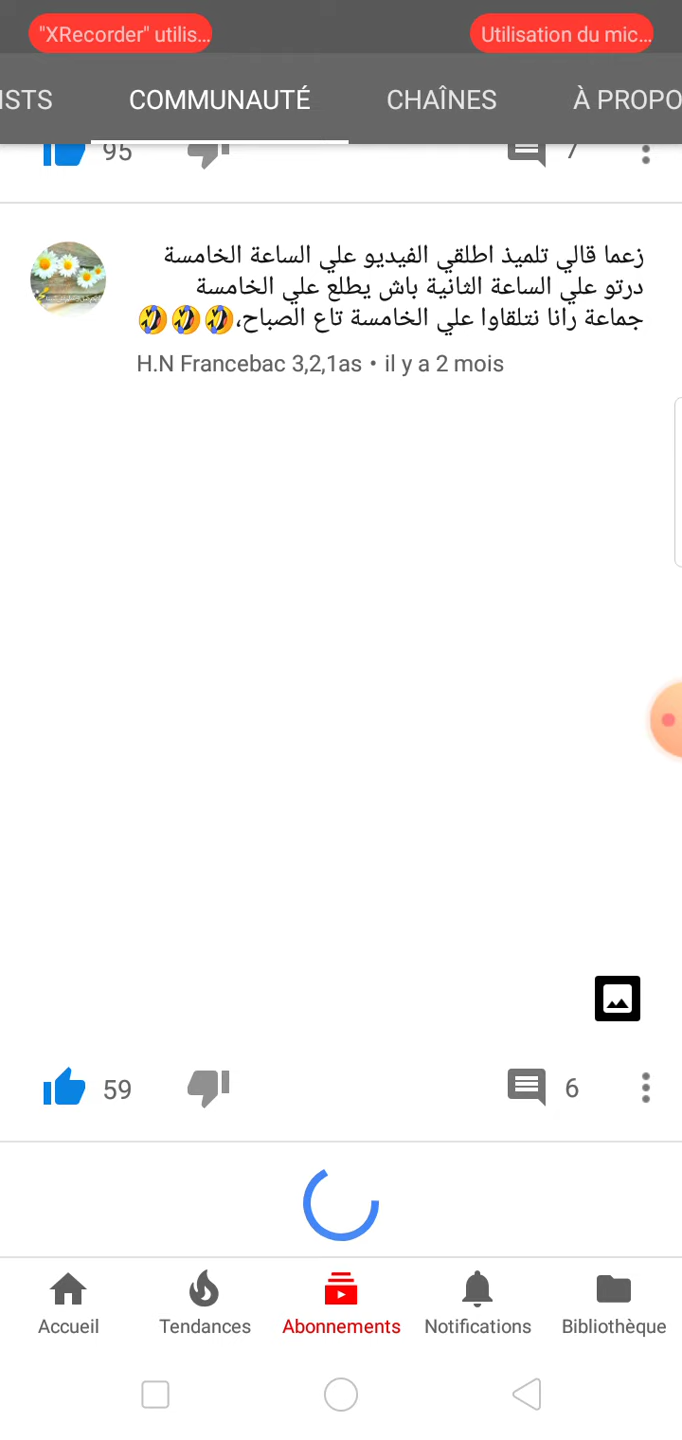 "XRecorder" utilis...
Utilisation du mic...
ISTS
COMMUNAUTÉ
CHAÎNES
À PROPO
95
7
زعما قالي تلميذ اطلقي الفيديو علي الساعة الخامسة
درتو علي الساعة الثانية باش يطلع علي الخامسة
جماعة رانا نتلقاوا علي الخامسة تاع الصباح،🤣🤣🤣
H.N Francebac 3,2,1as • il y a 2 mois
59
6
Accueil
Tendances
Abonnements
Notifications
Bibliothèque